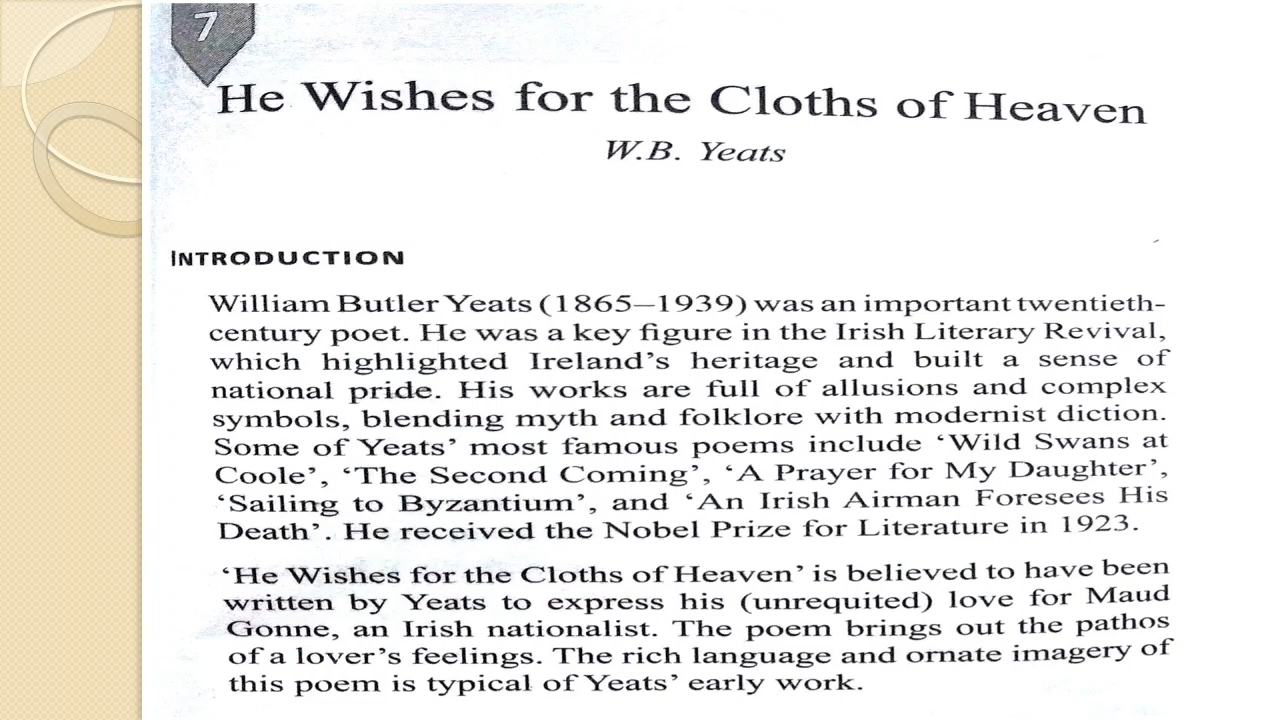 7
He Wishes for the Cloths of Heaven
W.B. Yeats
INTRODUCTION
William Butler Yeats (1865–1939) was an important twentieth-
century poet. He was a key figure in the Irish Literary Revival,
which highlighted Ireland's heritage and built a sense of
national pride. His works are full of allusions and complex
symbols, blending myth and folklore with modernist diction.
Some of Yeats' most famous poems include 'Wild Swans at
Coole', 'The Second Coming', 'A Prayer for My Daughter',
'Sailing to Byzantium', and 'An Irish Airman Foresees His
Death'. He received the Nobel Prize for Literature in 1923.
'He Wishes for the Cloths of Heaven' is believed to have been
written by Yeats to express his (unrequited) love for Maud
Gonne, an Irish nationalist. The poem brings out the pathos
of a lover's feelings. The rich language and ornate imagery of
this poem is typical of Yeats' early work.